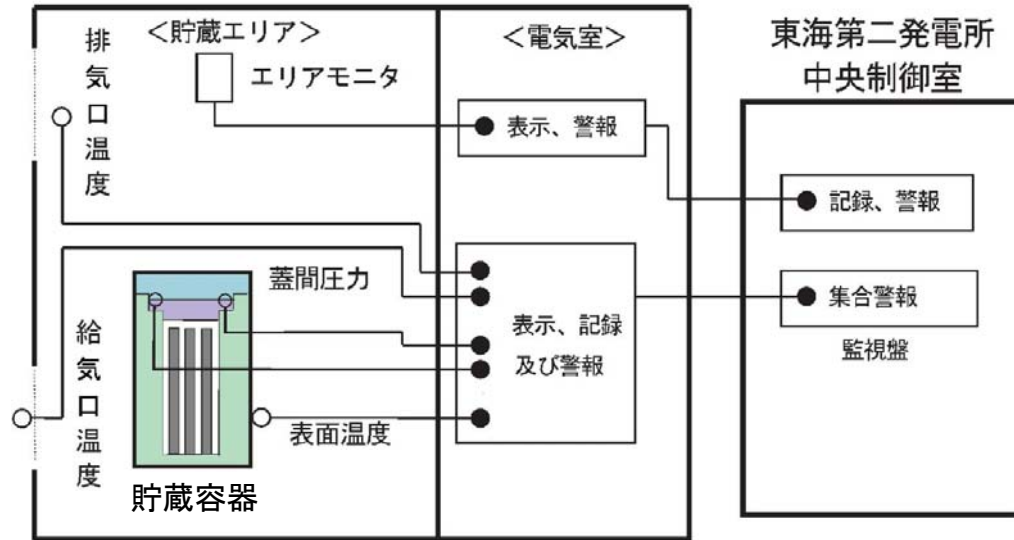 排気口温度
<貯蔵エリア>
エリアモニタ
<電気室>
表示、警報
東海第二発電所
中央制御室
記録、警報
蓋間圧力
表示、記録
及び警報
集合警報
監視盤
給気口温度
表面温度
貯蔵容器